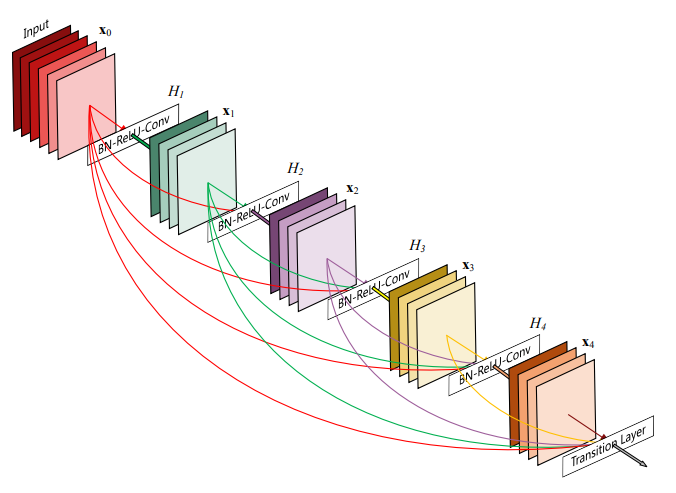 Input
x0
H1
BN-ReLU-Conv
x1
H2
BN-ReLU-Conv
x2
H3
BN-ReLU-Conv
x3
H4
BN-ReLU-Conv
x4
Transition Layer